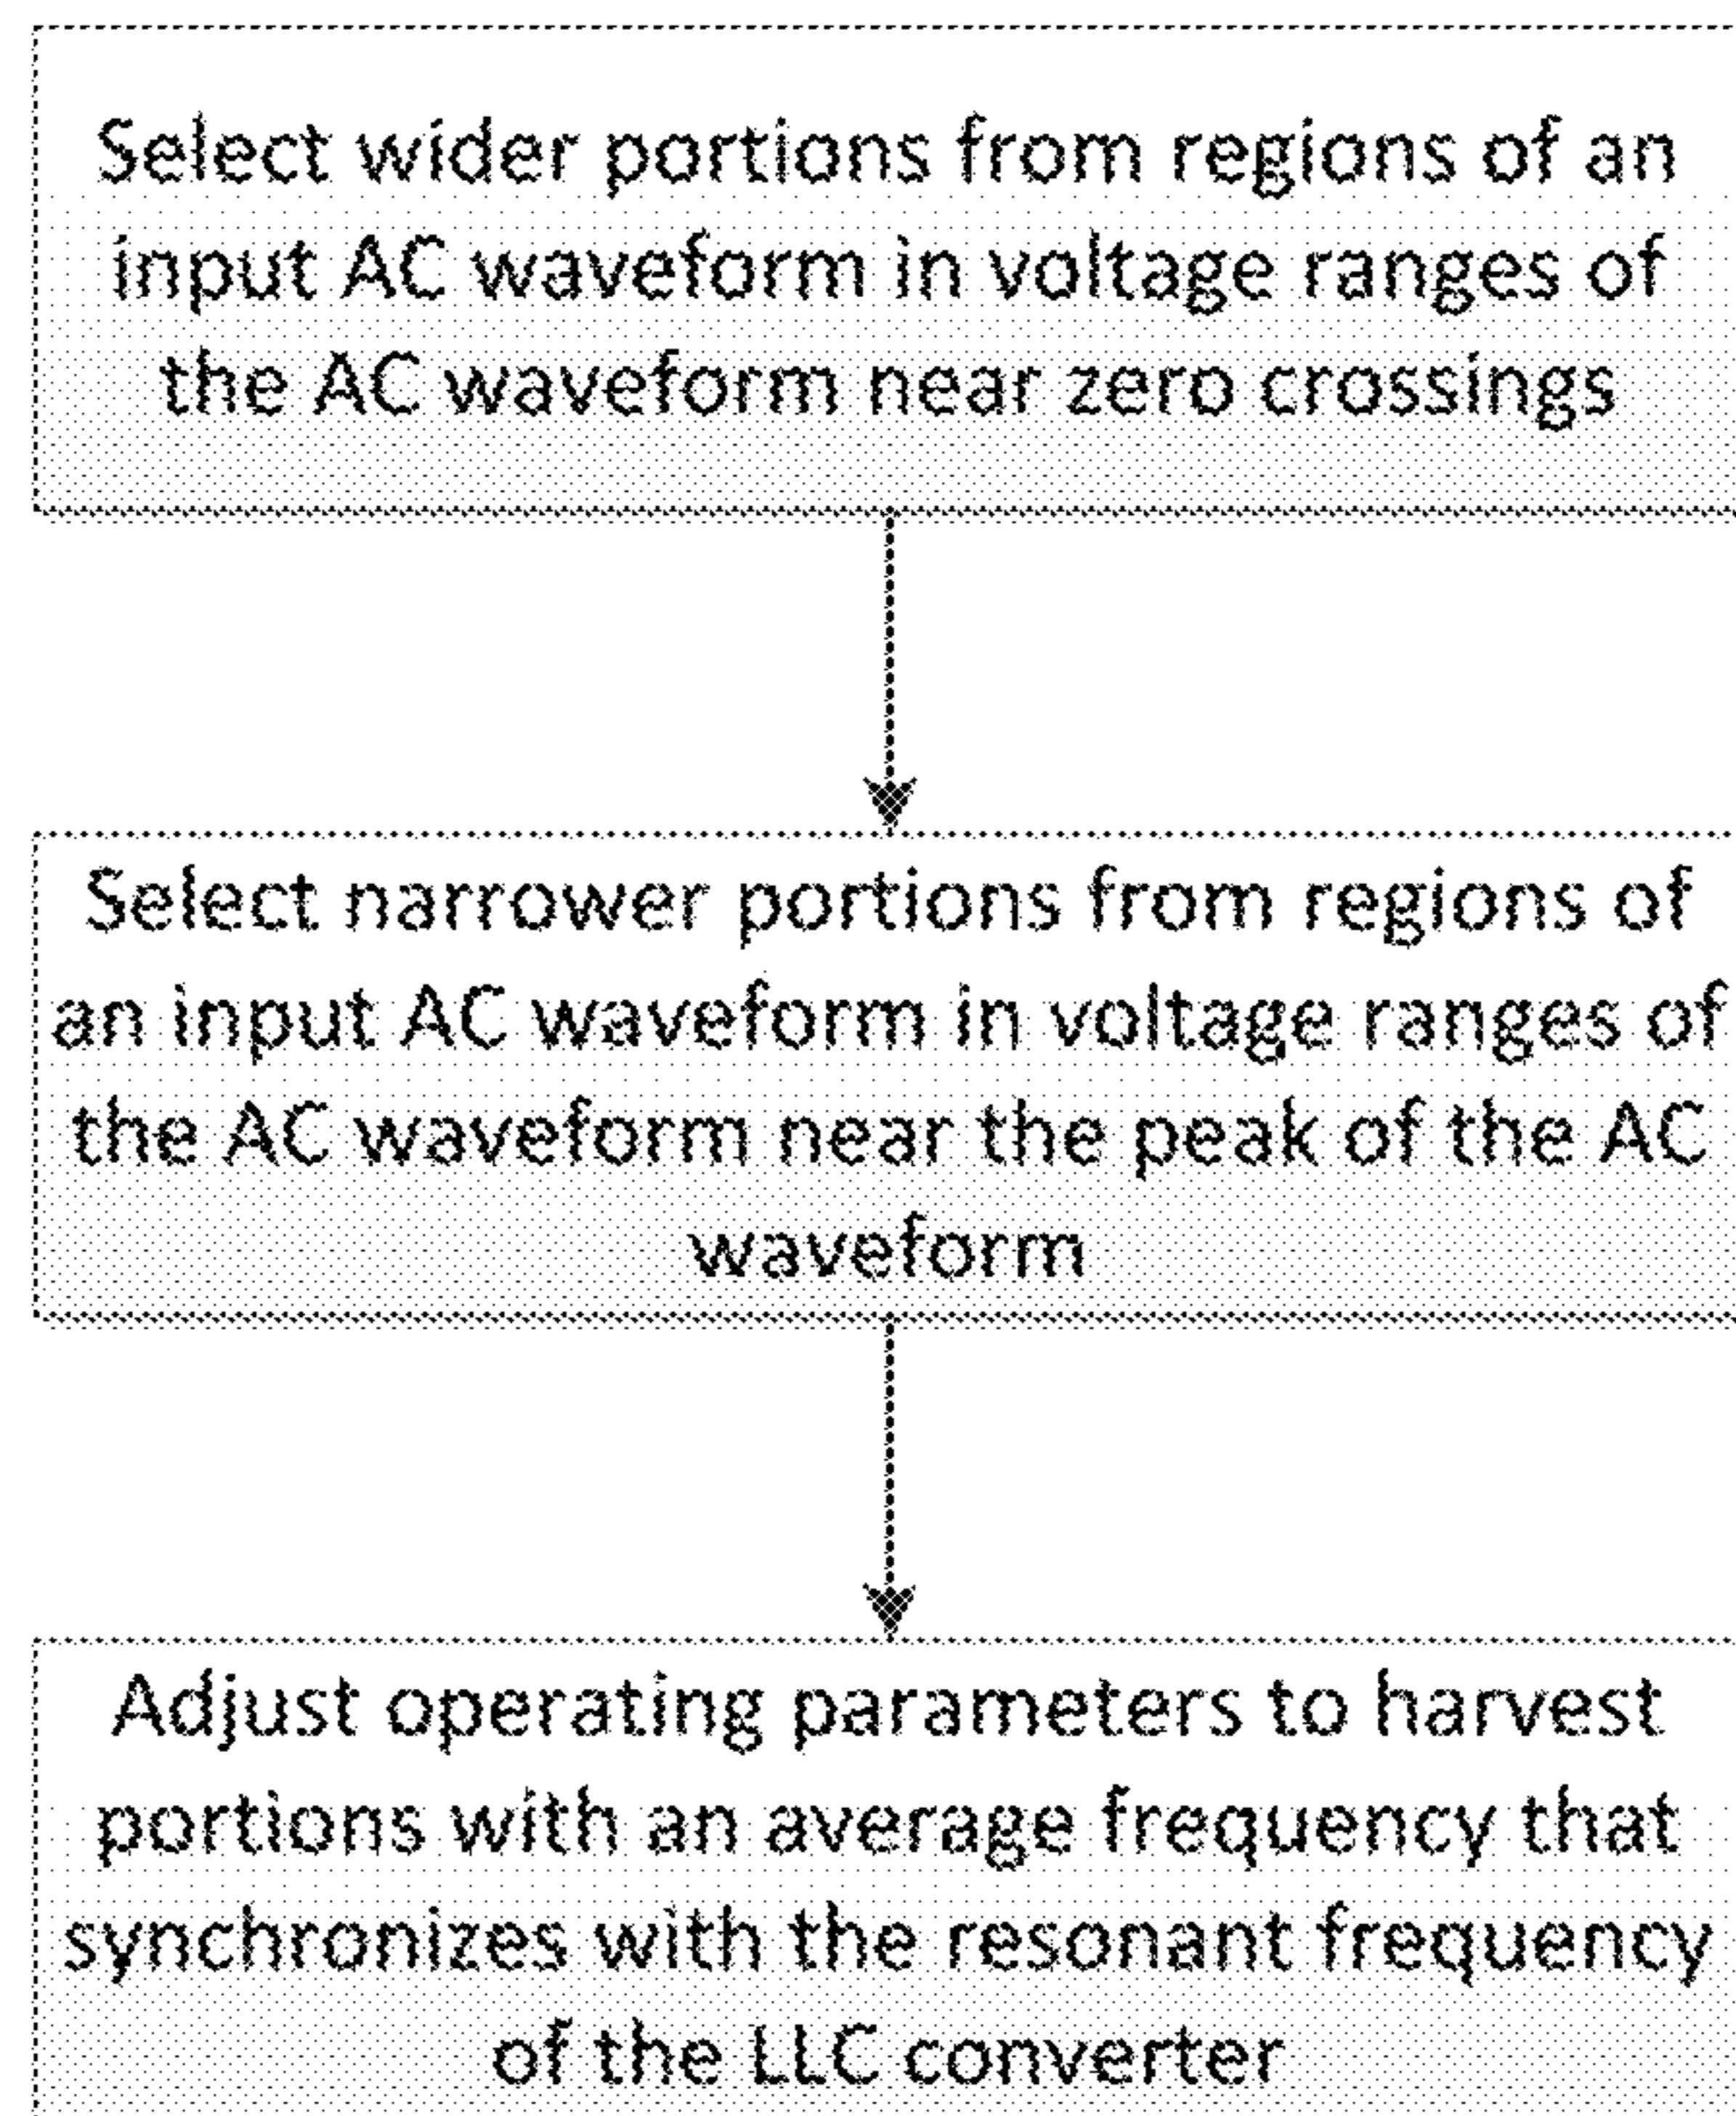 Select wider portions from regions of an
input AC waveform in voltage ranges of
the AC waveform near zero crossings
Select narrower portions from regions of
an input AC waveform in voltage ranges of
the AC waveform near the peak of the AC
waveform
Adjust operating parameters to harvest
portions with an average frequency that
synchronizes with the resonant frequency
of the LLC converter